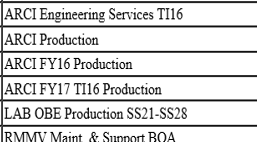 ARCI Engineering Services TI16
ARCI Production
ARCI FY16 Production
ARCI FY17 TI16 Production
LAB OBE Production SS21-SS28
RMMV Maint. & Support BOA